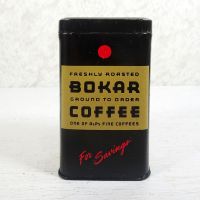 FRESHLY ROASTED
BOKAR
GROUND TO ORDER
COFFEE
ONE OF A&P'S FINE COFFEES
For Savings